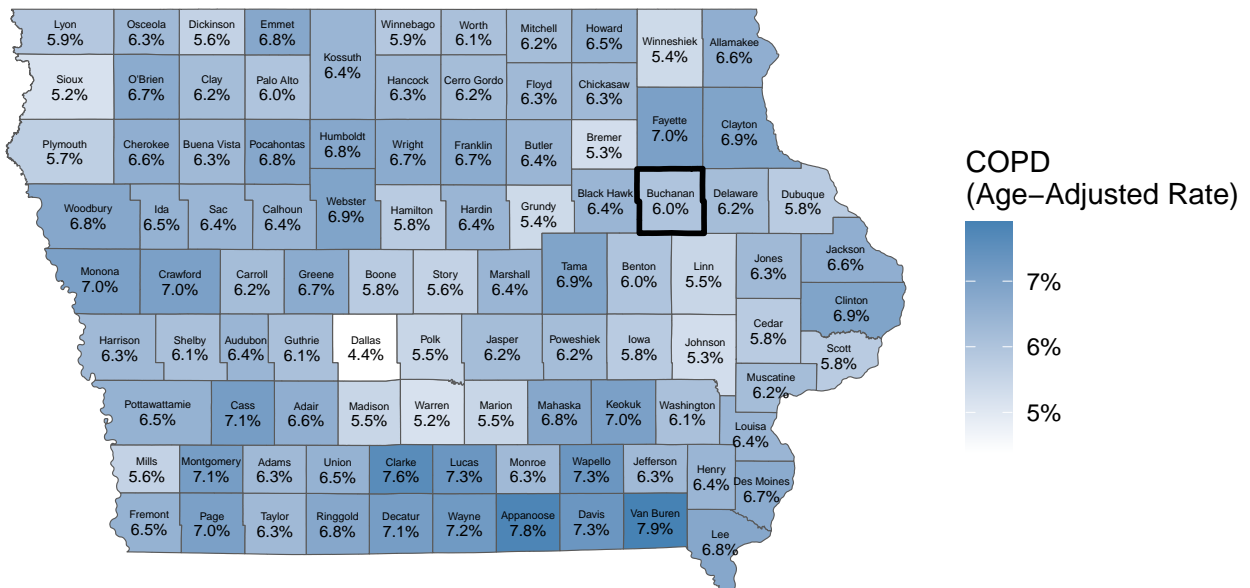 Lyon
5.9%
Osceola
6.3%
Dickinson
5.6%
Emmet
6.8%
Kossuth
6.4%
Winnebago
5.9%
Worth
6.1%
Mitchell
6.2%
Howard
6.5%
Winneshiek
5.4%
Allamakee
6.6%
Sioux
5.2%
O'Brien
6.7%
Clay
6.2%
Palo Alto
6.0%
Hancock
6.3%
Cerro Gordo
6.2%
Floyd
6.3%
Chickasaw
6.3%
Plymouth
5.7%
Cherokee
6.6%
Buena Vista
6.3%
Pocahontas
6.8%
Humboldt
6.8%
Wright
6.7%
Franklin
6.7%
Butler
6.4%
Bremer
5.3%
Fayette
7.0%
Clayton
6.9%
Woodbury
6.8%
Ida
6.5%
Sac
6.4%
Calhoun
6.4%
Webster
6.9%
Hamilton
5.8%
Hardin
6.4%
Grundy
5.4%
Black Hawk
6.4%
Buchanan
6.0%
Delaware
6.2%
Dubuque
5.8%
Monona
7.0%
Crawford
7.0%
Carroll
6.2%
Greene
6.7%
Boone
5.8%
Story
5.6%
Marshall
6.4%
Tama
6.9%
Benton
6.0%
Linn
5.5%
Jones
6.3%
Jackson
6.6%
Clinton
6.9%
Harrison
6.3%
Shelby
6.1%
Audubon
6.4%
Guthrie
6.1%
Dallas
4.4%
Polk
5.5%
Jasper
6.2%
Poweshiek
6.2%
Iowa
5.8%
Johnson
5.3%
Cedar
5.8%
Scott
5.8%
Muscatine
6.2%
Pottawattamie
6.5%
Cass
7.1%
Adair
6.6%
Madison
5.5%
Warren
5.2%
Marion
5.5%
Mahaska
6.8%
Keokuk
7.0%
Washington
6.1%
Louisa
6.4%
Mills
5.6%
Montgomery
7.1%
Adams
6.3%
Union
6.5%
Clarke
7.6%
Lucas
7.3%
Monroe
6.3%
Wapello
7.3%
Jefferson
6.3%
Henry
6.4%
Des Moines
6.7%
Fremont
6.5%
Page
7.0%
Taylor
6.3%
Ringgold
6.8%
Decatur
7.1%
Wayne
7.2%
Appanoose
7.8%
Davis
7.3%
Van Buren
7.9%
Lee
6.8%
COPD
(Age−Adjusted Rate)
7%
6%
5%